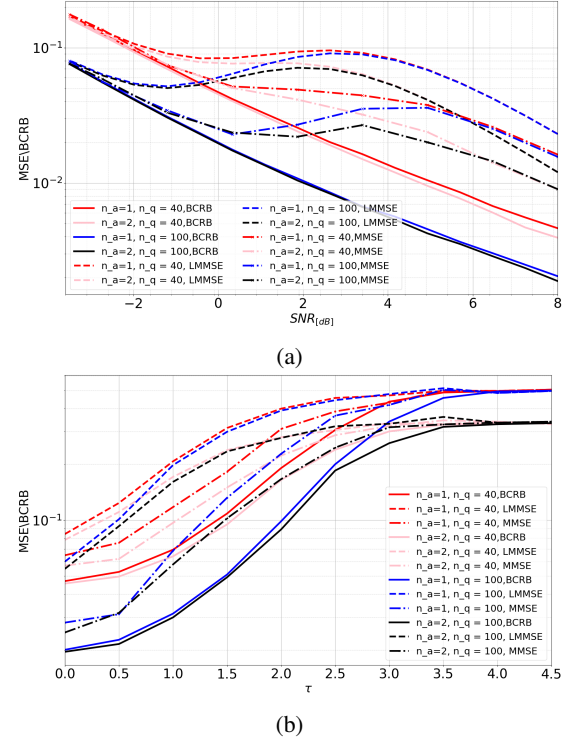 10⁻¹
10⁻²
MSE\BCRB
n_a=1, n_q = 40,BCRB
n_a=2, n_q = 40,BCRB
n_a=1, n_q = 100,BCRB
n_a=2, n_q = 100,BCRB
n_a=1, n_q = 40, LMMSE
n_a=2, n_q = 40, LMMSE
n_a=1, n_q = 100, LMMSE
n_a=2, n_q = 100, LMMSE
n_a=1, n_q = 40,MMSE
n_a=2, n_q = 40,MMSE
n_a=1, n_q = 100,MMSE
n_a=2, n_q = 100,MMSE
−2 0 2 4 6 8
SNR[dB]
(a)
10⁻¹
MSE\BCRB
n_a=1, n_q = 40,BCRB
n_a=1, n_q = 40, LMMSE
n_a=1, n_q = 40, MMSE
n_a=2, n_q = 40,BCRB
n_a=2, n_q = 40, LMMSE
n_a=2, n_q = 40, MMSE
n_a=1, n_q = 100,BCRB
n_a=1, n_q = 100, LMMSE
n_a=1, n_q = 100, MMSE
n_a=2, n_q = 100,BCRB
n_a=2, n_q = 100, LMMSE
n_a=2, n_q = 100, MMSE
0.0 0.5 1.0 1.5 2.0 2.5 3.0 3.5 4.0 4.5
τ
(b)